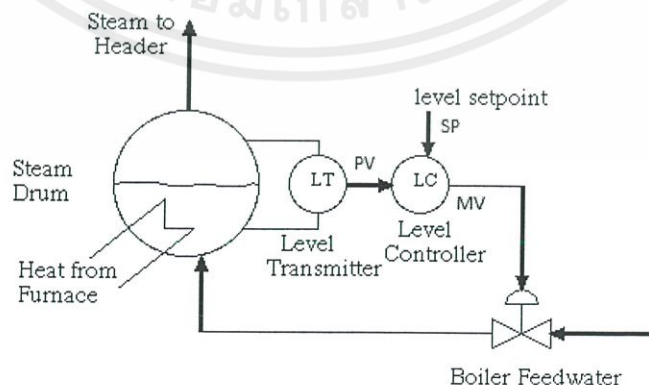 Steam to
Header
level setpoint
SP
Steam
Drum
LT
PV
LC
MV
Level
Transmitter
Level
Controller
Heat from
Furnace
Boiler Feedwater